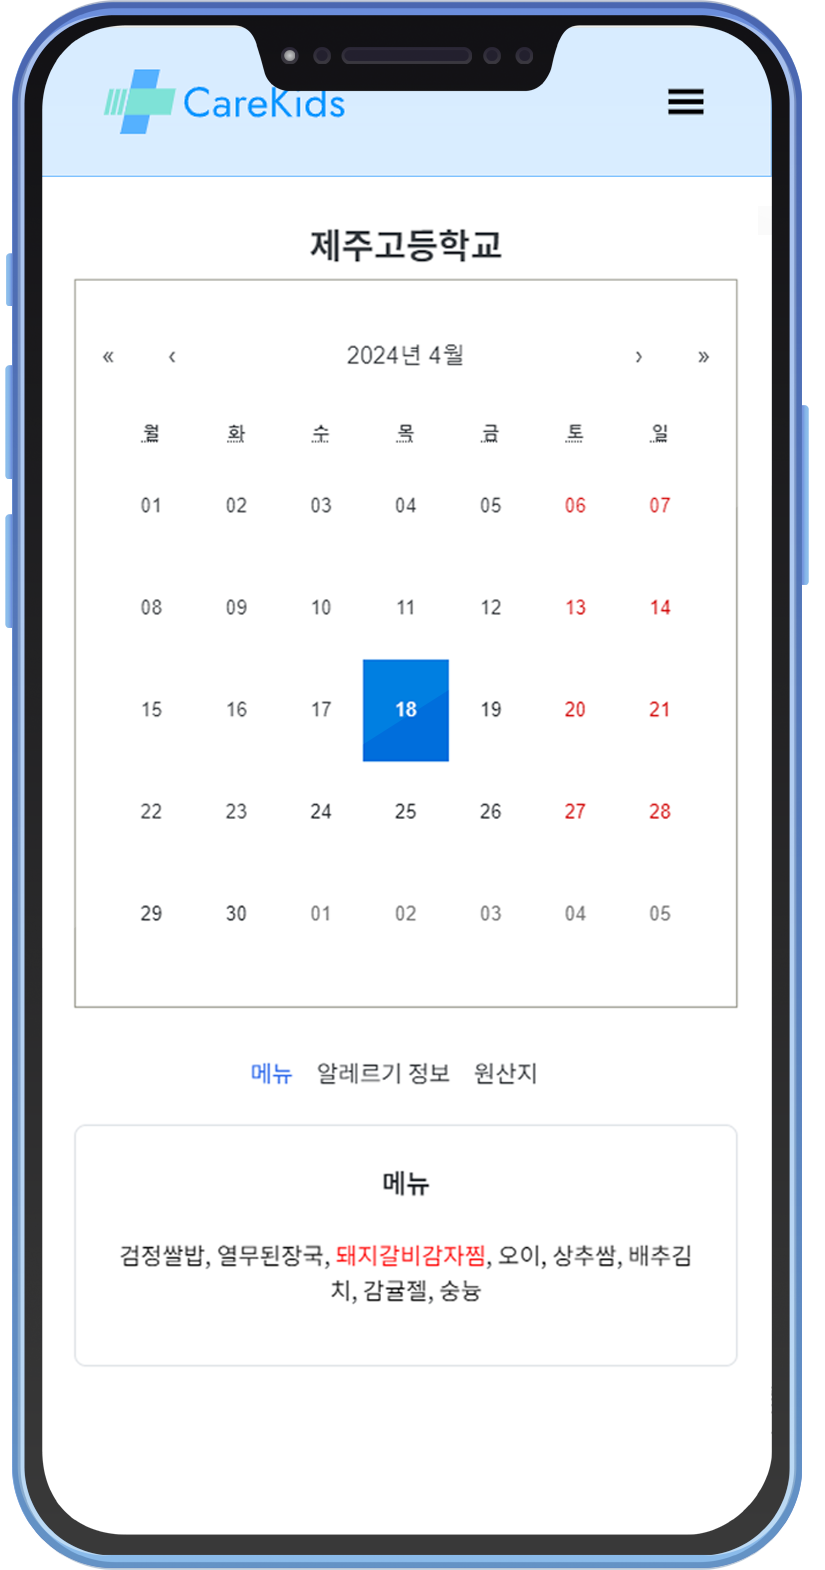 CareKids
제주고등학교
« ‹ 2024년 4월 › »
월 화 수 목 금 토 일
01 02 03 04 05 06 07
08 09 10 11 12 13 14
15 16 17 18 19 20 21
22 23 24 25 26 27 28
29 30 01 02 03 04 05
메뉴 알레르기 정보 원산지
메뉴
검정쌀밥, 열무된장국, 돼지갈비감자찜, 오이, 상추쌈, 배추김
치, 감귤젤, 숭늉